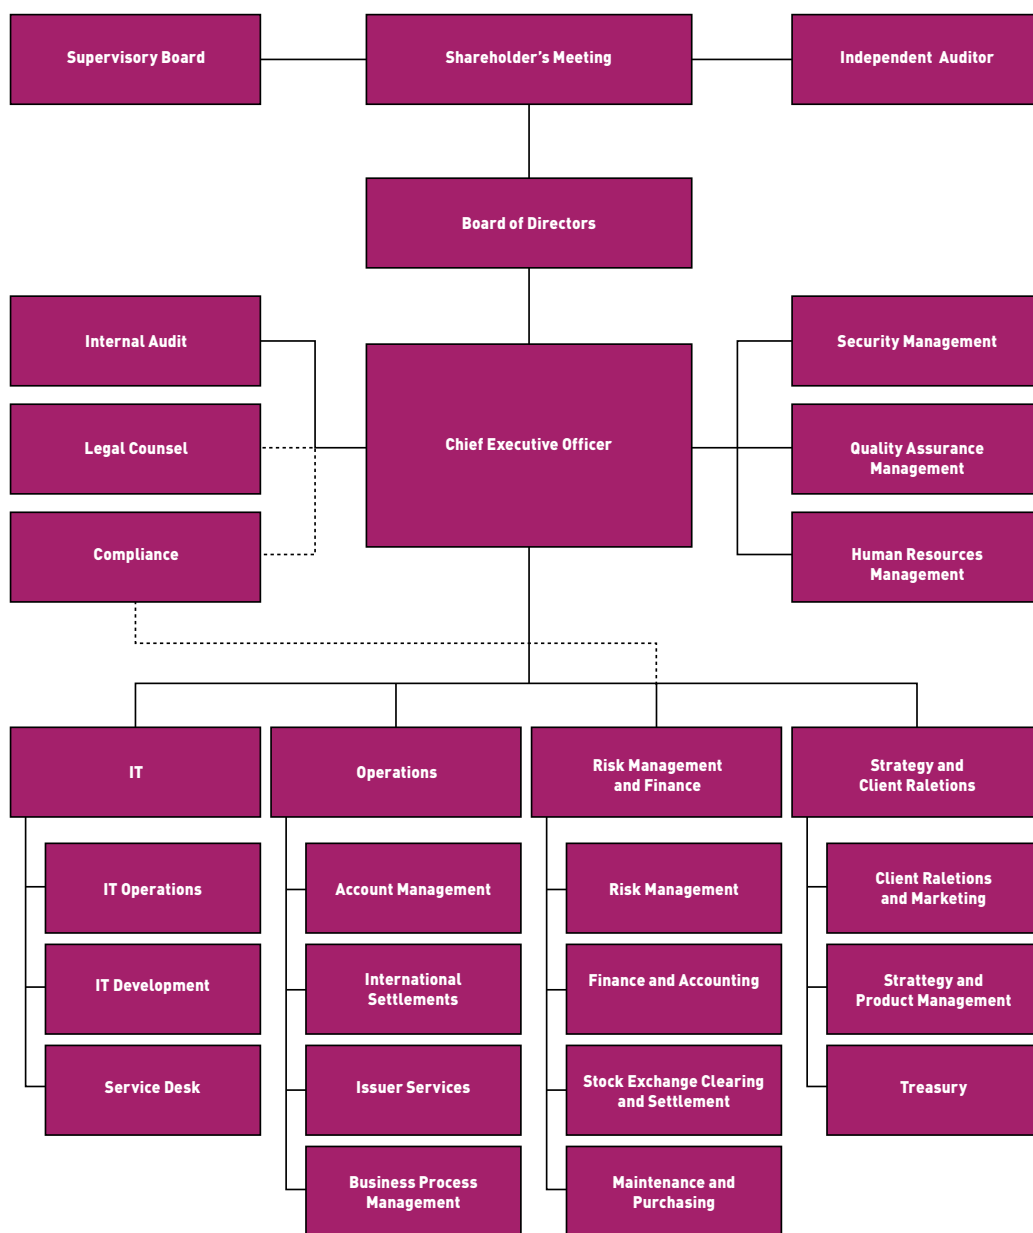 Supervisory Board
Shareholder's Meeting
Independent Auditor
Board of Directors
Internal Audit
Legal Counsel
Compliance
Chief Executive Officer
Security Management
Quality Assurance
Management
Human Resources
Management
IT
Operations
Risk Management
and Finance
Strategy and
Client Raletions
IT Operations
IT Development
Service Desk
Account Management
International
Settlements
Issuer Services
Business Process
Management
Risk Management
Finance and Accounting
Stock Exchange Clearing
and Settlement
Maintenance and
Purchasing
Client Raletions
and Marketing
Strattegy and
Product Management
Treasury